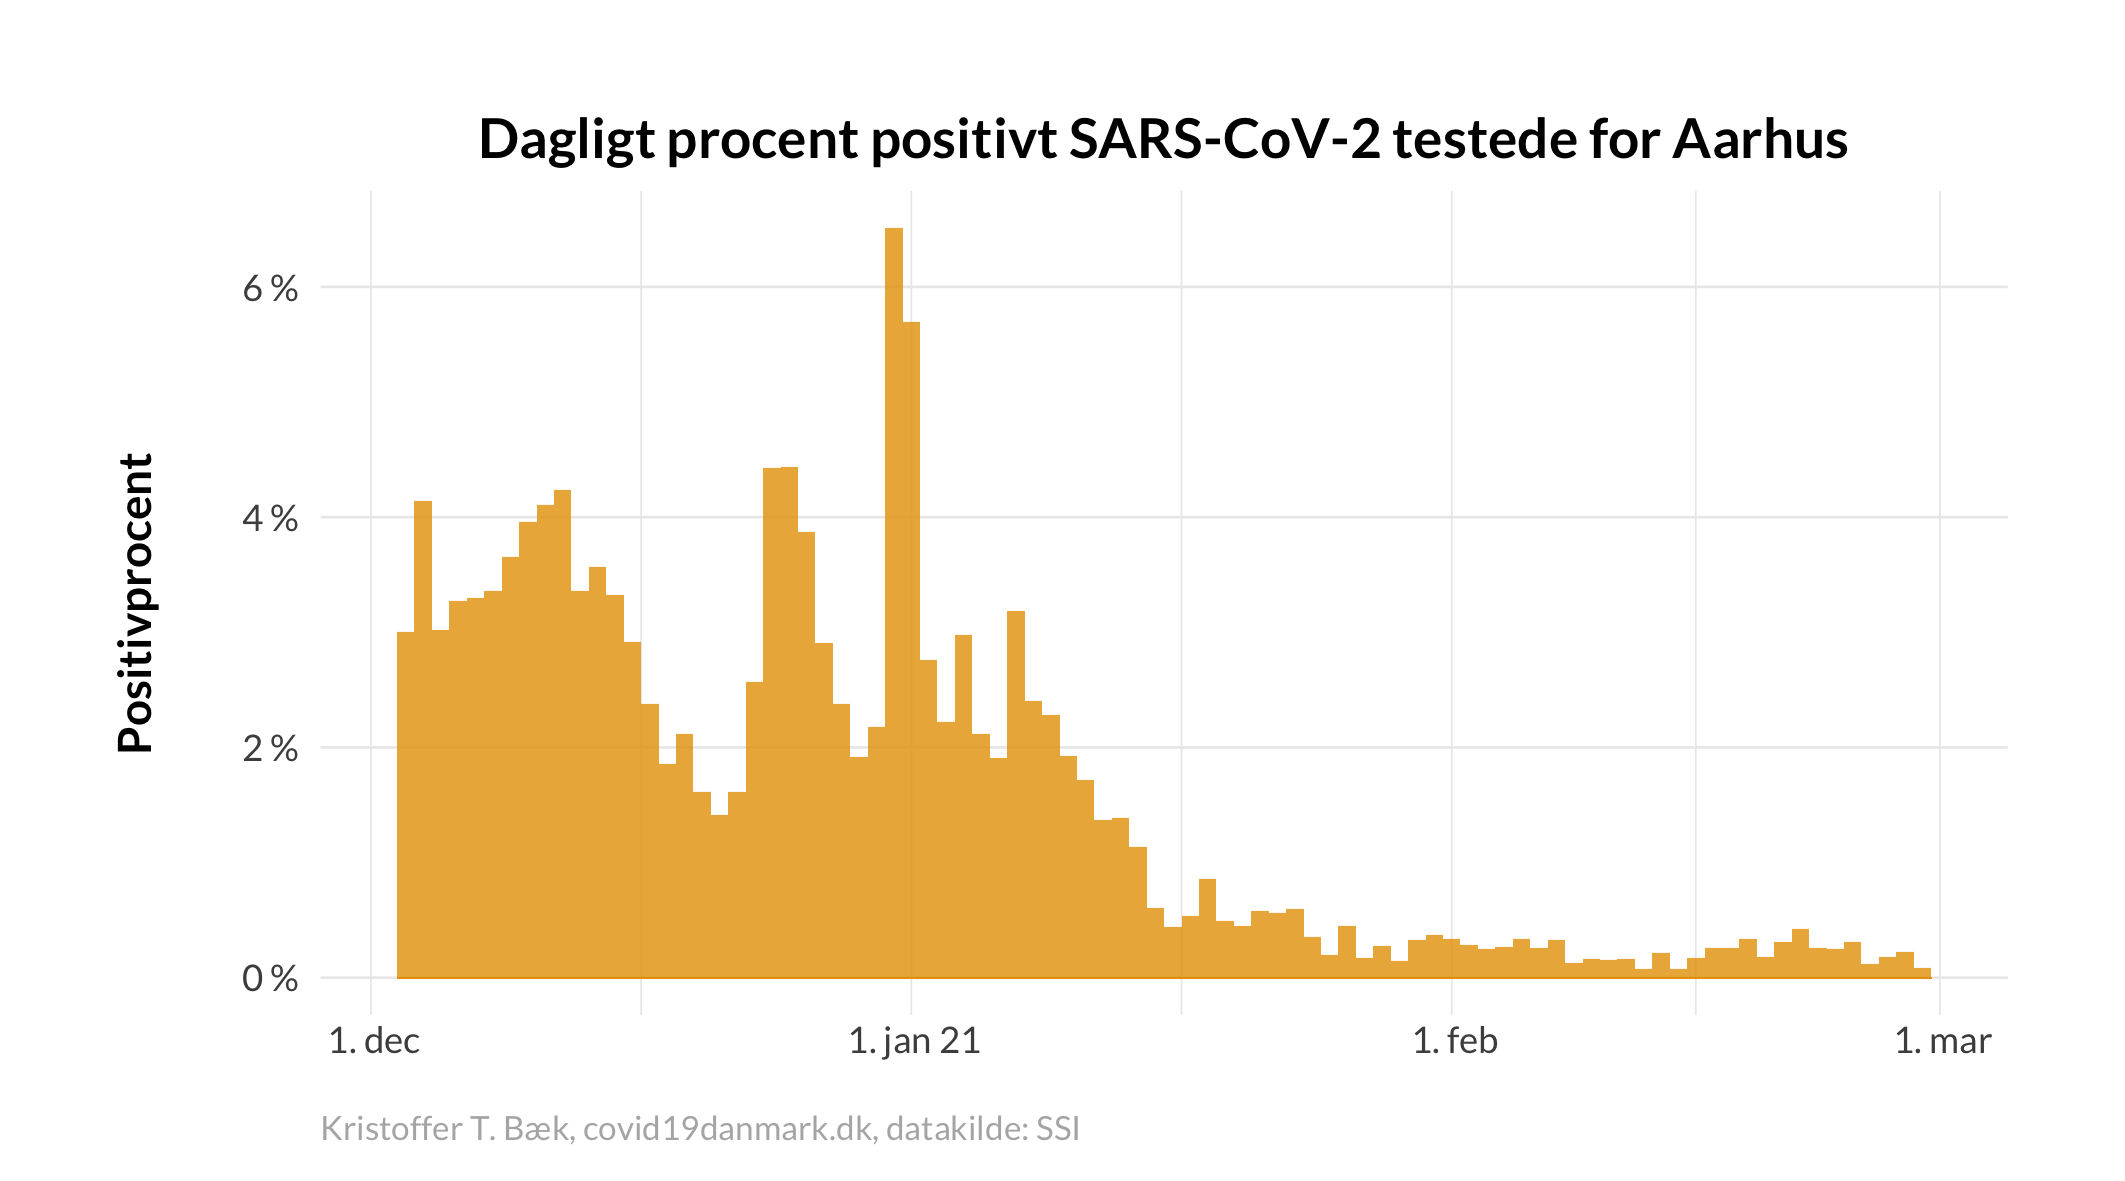 Dagligt procent positivt SARS-CoV-2 testede for Aarhus
Positivprocent
6 %
4 %
2 %
0 %
1. dec
1. jan 21
1. feb
1. mar
Kristoffer T. Bæk, covid19danmark.dk, datakilde: SSI